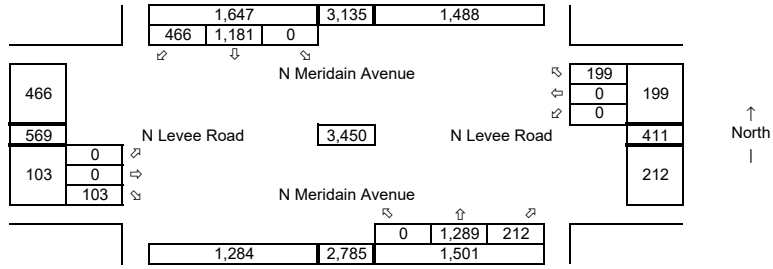 1,647 3,135 1,488
466 1,181 0
⬃ ⇩ ⬂
N Meridain Avenue
⬁ 199
466 ⇦ 0 199
⬃ 0
569 N Levee Road 3,450 N Levee Road 411
↑
North
|
0 ⬀
103 0 ⇨ 212
103 ⬂
N Meridain Avenue
⬁ ⇧ ⬀
0 1,289 212
1,284 2,785 1,501